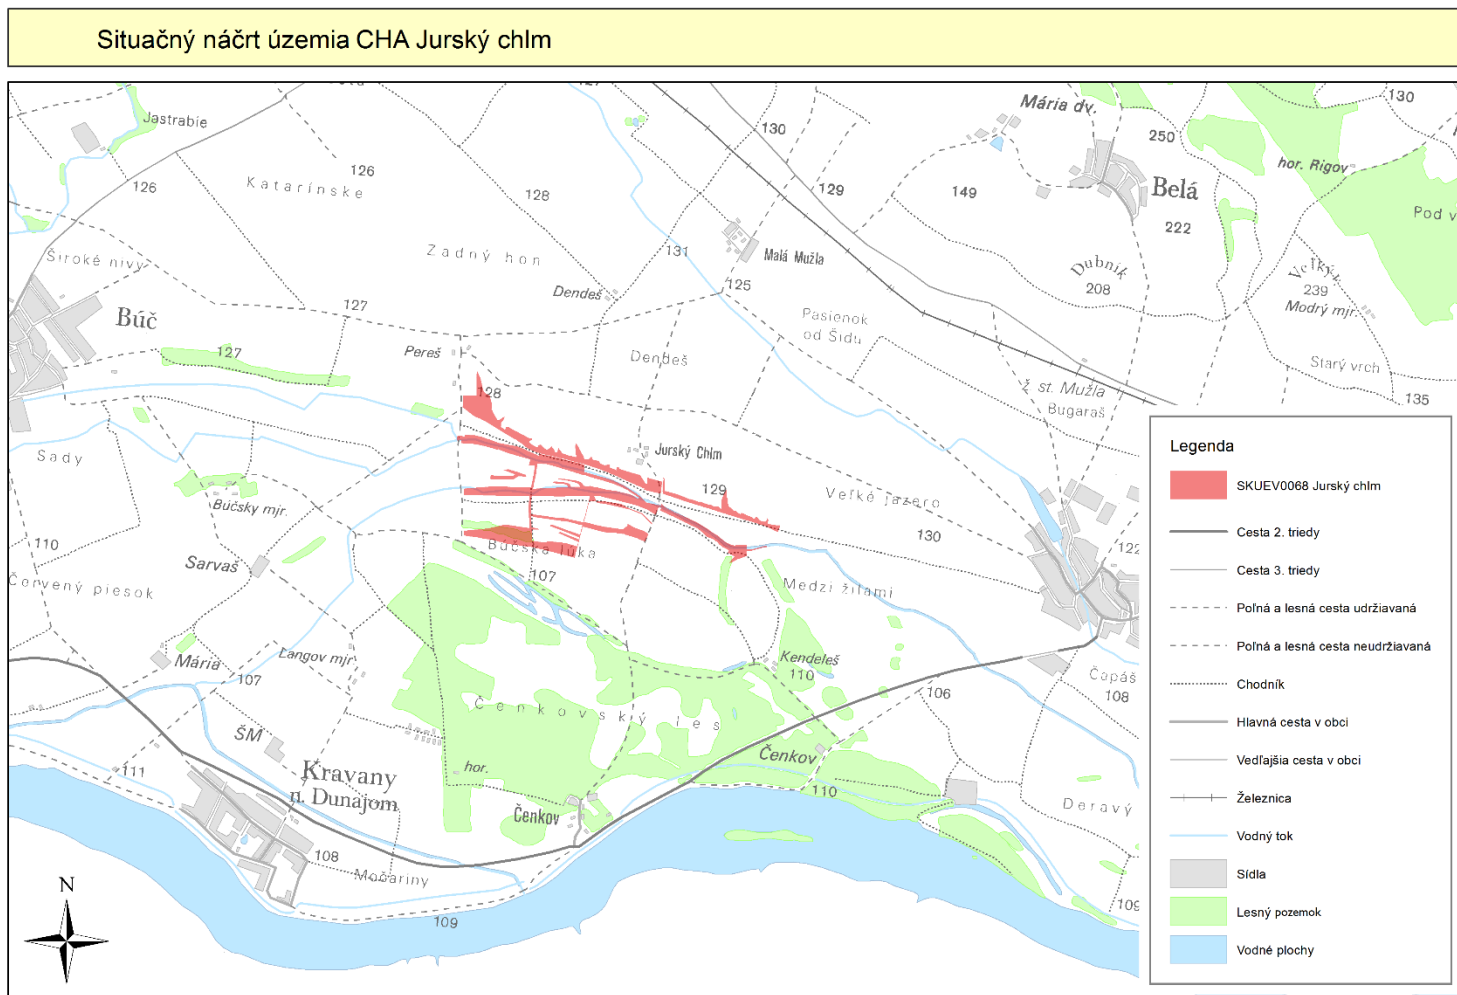 Situačný náčrt územia CHA Jurský chlm
Jastrabie
126
Katarínske
126
128
130
129
Mária dv.
149
250
Belá
222
130
hor. Rigov
Pod v
Široké nivy
Zadný hon
131
Malá Mužla
Dendeš
125
Dubník
208
Veľký
239
Modrý mjr.
Búč
127
127
Pereš
Dendeš
Pasienok
od Šidu
Starý vrch
ž. st. Mužla
Bugaraš
135
128
Sady
Jurský Chlm
129
Veľké jazero
130
122
Búčsky mjr.
110
Sarvaš
Búčska lúka
107
Medzi žilami
Červený piesok
Mária
107
Langov mjr.
Kendeleš
110
Čapáš
108
106
Čenkovský les
ŠM
111
Kravany
n. Dunajom
hor.
Čenkov
Čenkov
110
Deravý
108
Močariny
109
109
N
Legenda
SKUEV0068 Jurský chlm
Cesta 2. triedy
Cesta 3. triedy
Poľná a lesná cesta udržiavaná
Poľná a lesná cesta neudržiavaná
Chodník
Hlavná cesta v obci
Vedľajšia cesta v obci
Železnica
Vodný tok
Sídla
Lesný pozemok
Vodné plochy